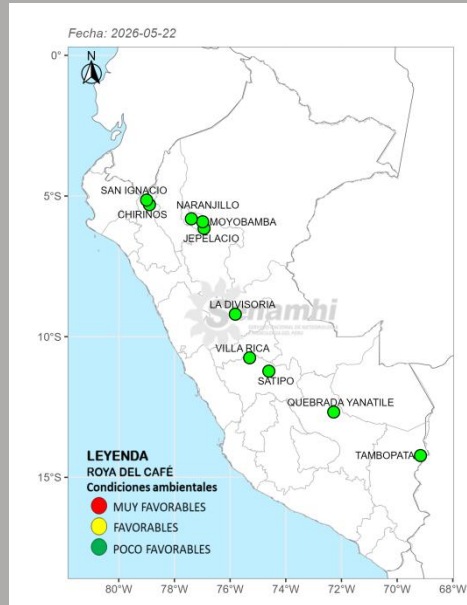 Fecha: 2026-05-22
N
0°
5°S
10°S
15°S
SAN IGNACIO
CHIRINOS
NARANJILLO
MOYOBAMBA
JEPELACIO
LA DIVISORIA
Senamhi
VILLA RICA
SATIPO
QUEBRADA YANATILE
TAMBOPATA
LEYENDA
ROYA DEL CAFÉ
Condiciones ambientales
MUY FAVORABLES
FAVORABLES
POCO FAVORABLES
80°W
78°W
76°W
74°W
72°W
70°W
68°W